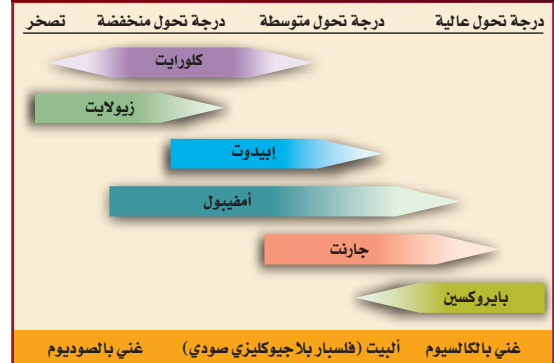 درجة تحول عالية درجة تحول متوسطة درجة تحول منخفضة تصخر
كلورايت
زيولايت
إبيدوت
أمفيبول
جارنت
بايروكسين
غني بالكالسيوم ألبيت (فلسبار بلاجيوكليزي صودي) غني بالصوديوم